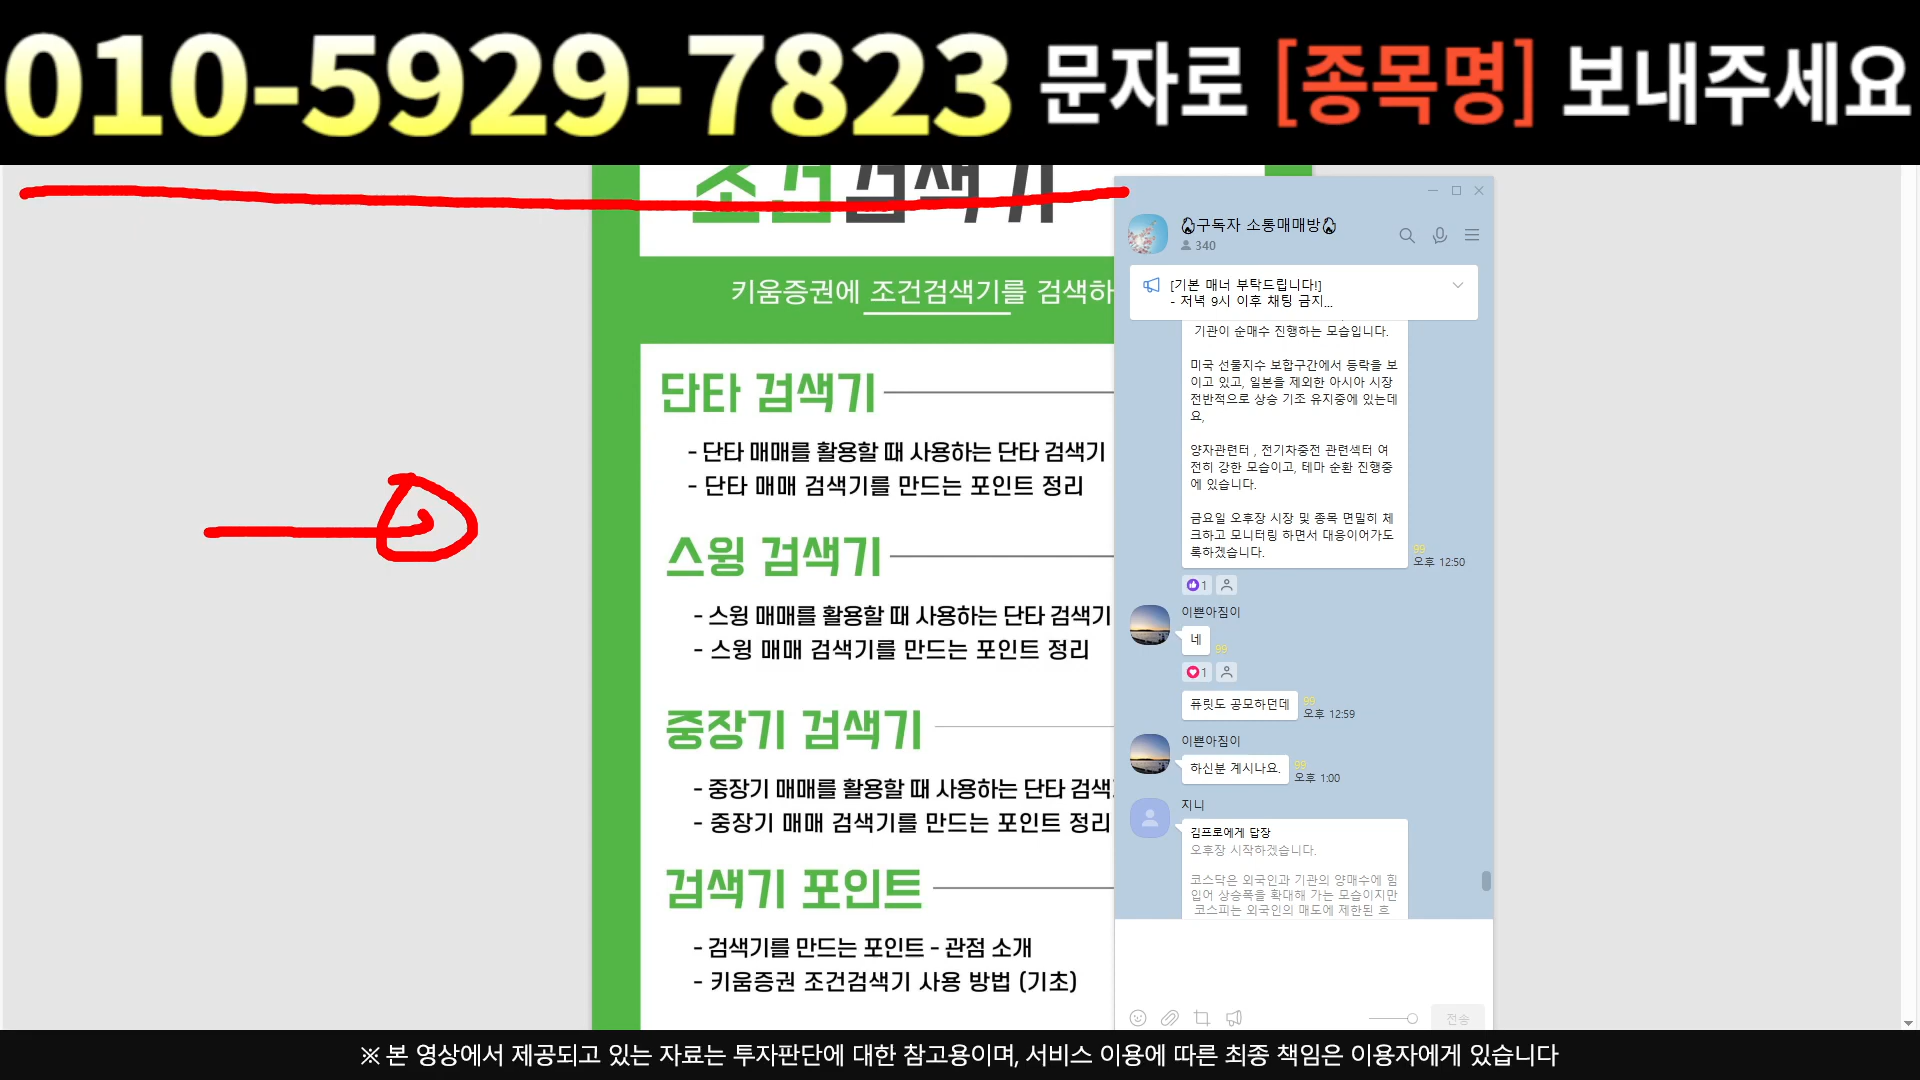 010-5929-7823 문자로 [종목명] 보내주세요
조건검색기
키움증권에 조건검색기를 검색하
단타 검색기
- 단타 매매를 활용할 때 사용하는 단타 검색기
- 단타 매매 검색기를 만드는 포인트 정리
스윙 검색기
- 스윙 매매를 활용할 때 사용하는 단타 검색기
- 스윙 매매 검색기를 만드는 포인트 정리
중장기 검색기
- 중장기 매매를 활용할 때 사용하는 단타 검색
- 중장기 매매 검색기를 만드는 포인트 정리
검색기 포인트
- 검색기를 만드는 포인트 - 관점 소개
- 키움증권 조건검색기 사용 방법 (기초)
구독자 소통매매방
340
[기본 매너 부탁드립니다!]
- 저녁 9시 이후 채팅 금지...
기관이 순매수 진행하는 모습입니다.
미국 선물지수 보합구간에서 등락을 보
이고 있고, 일본을 제외한 아시아 시장
전반적으로 상승 기조 유지중에 있는데
요,
양자관련터 , 전기차충전 관련섹터 여
전히 강한 모습이고, 테마 순환 진행중
에 있습니다.
금요일 오후장 시장 및 종목 면밀히 체
크하고 모니터링 하면서 대응이어가도
록하겠습니다.
99
오후 12:50
1
이쁜아짐이
네
99
1
퓨릿도 공모하던데
99
오후 12:59
이쁜아짐이
하신분 계시나요.
99
오후 1:00
지니
김프로에게 답장
오후장 시작하겠습니다.
코스닥은 외국인과 기관의 양매수에 힘
입어 상승폭을 확대해 가는 모습이지만
코스피는 외국인의 매도에 제한된 흐
전송
※ 본 영상에서 제공되고 있는 자료는 투자판단에 대한 참고용이며, 서비스 이용에 따른 최종 책임은 이용자에게 있습니다